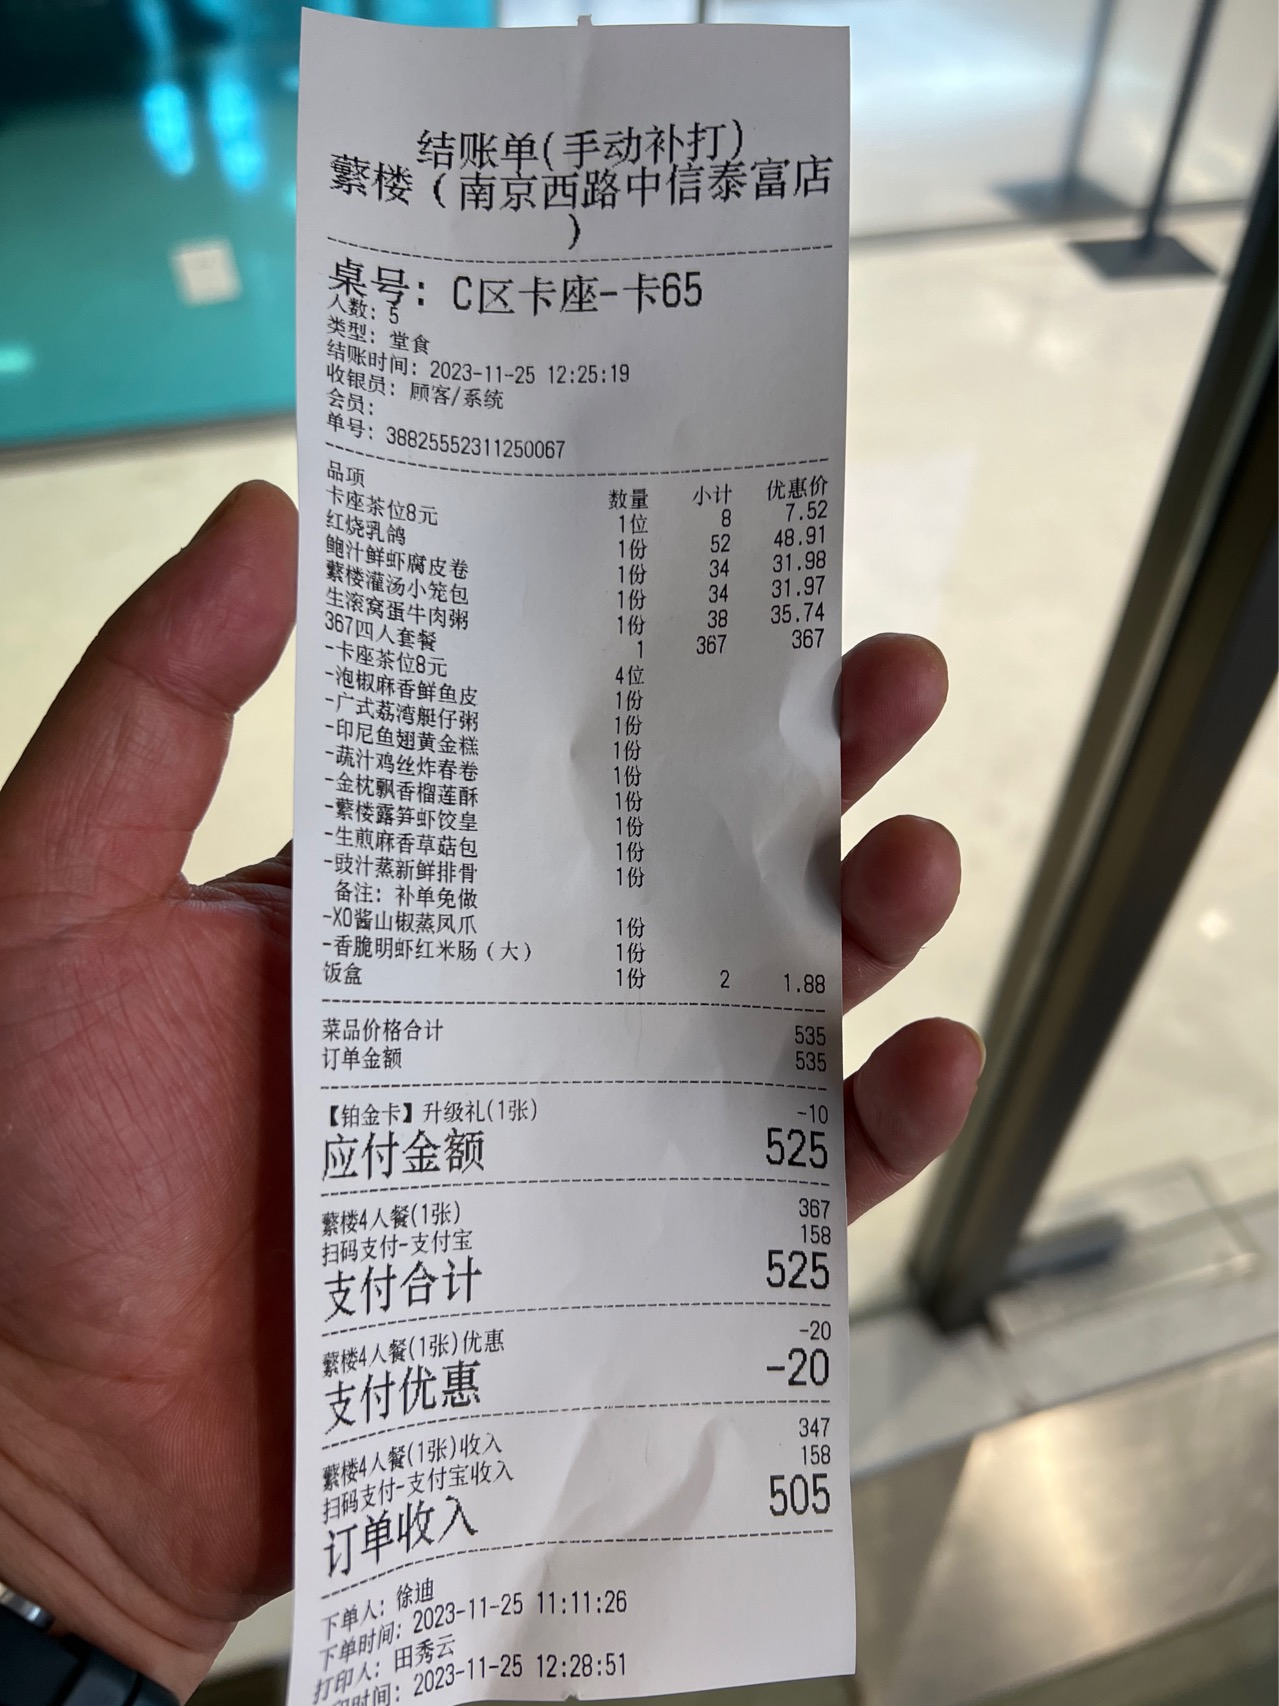 结账单(手动补打)
蘩楼（南京西路中信泰富店
）
桌号：C区卡座-卡65
人数：5
类型：堂食
结账时间：2023-11-25 12:25:19
收银员：顾客/系统
会员：
单号：38825552311250067
品项 数量 小计 优惠价
卡座茶位8元 1位 8 7.52
红烧乳鸽 1份 52 48.91
鲍汁鲜虾腐皮卷 1份 34 31.98
蘩楼灌汤小笼包 1份 34 31.97
生滚窝蛋牛肉粥 1份 38 35.74
367四人套餐 1 367 367
-卡座茶位8元 4位
-泡椒麻香鲜鱼皮 1份
-广式荔湾艇仔粥 1份
-印尼鱼翅黄金糕 1份
-蔬汁鸡丝炸春卷 1份
-金枕飘香榴莲酥 1份
-蘩楼露笋虾饺皇 1份
-生煎麻香草菇包 1份
-豉汁蒸新鲜排骨 1份
备注：补单免做
-XO酱山椒蒸凤爪 1份
-香脆明虾红米肠（大） 1份
饭盒 1份 2 1.88
菜品价格合计 535
订单金额 535
【铂金卡】升级礼(1张) -10
应付金额 525
蘩楼4人餐(1张) 367
扫码支付-支付宝 158
支付合计 525
蘩楼4人餐(1张)优惠 -20
支付优惠 -20
蘩楼4人餐(1张)收入 347
扫码支付-支付宝收入 158
订单收入 505
下单人：徐迪
下单时间：2023-11-25 11:11:26
打印人：田秀云
印时间：2023-11-25 12:28:51